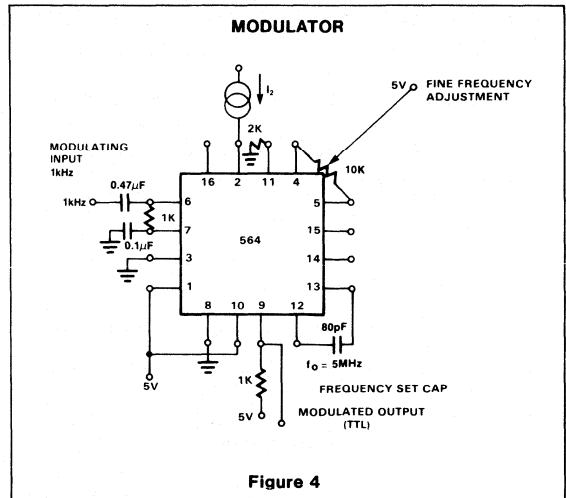 MODULATOR
I2
5V
FINE FREQUENCY
ADJUSTMENT
2K
MODULATING
INPUT
1kHz
10K
16
2
11
4
0.47μF
1kHz
6
5
1K
7
15
0.1μF
564
3
14
1
13
8
10
9
12
80pF
fo = 5MHz
5V
1K
FREQUENCY SET CAP
5V
MODULATED OUTPUT
(TTL)
Figure 4